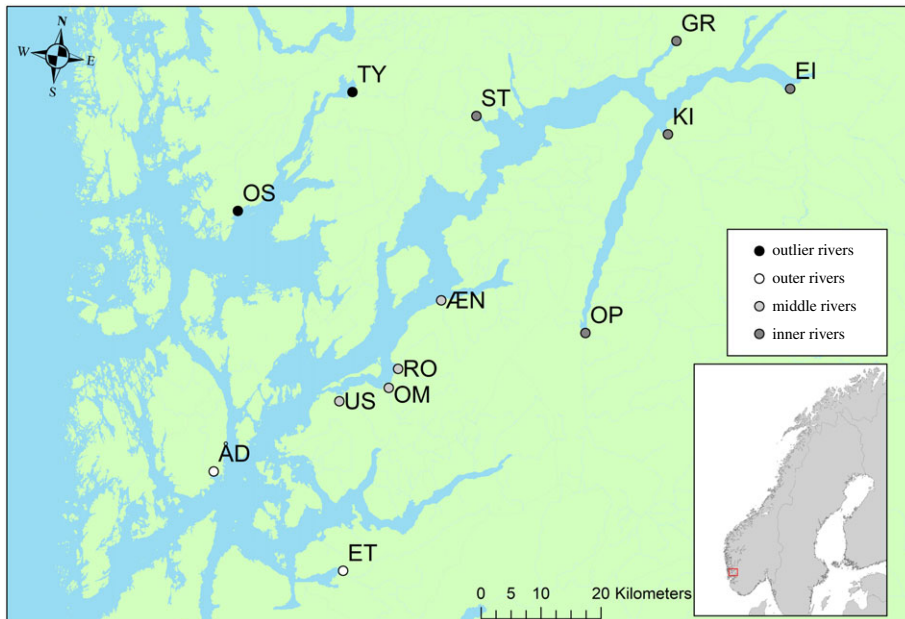 N
W
E
S
GR
TY
EI
ST
KI
OS
outlier rivers
outer rivers
middle rivers
inner rivers
ÆN
OP
RO
OM
US
ÅD
ET
0 5 10 20 Kilometers